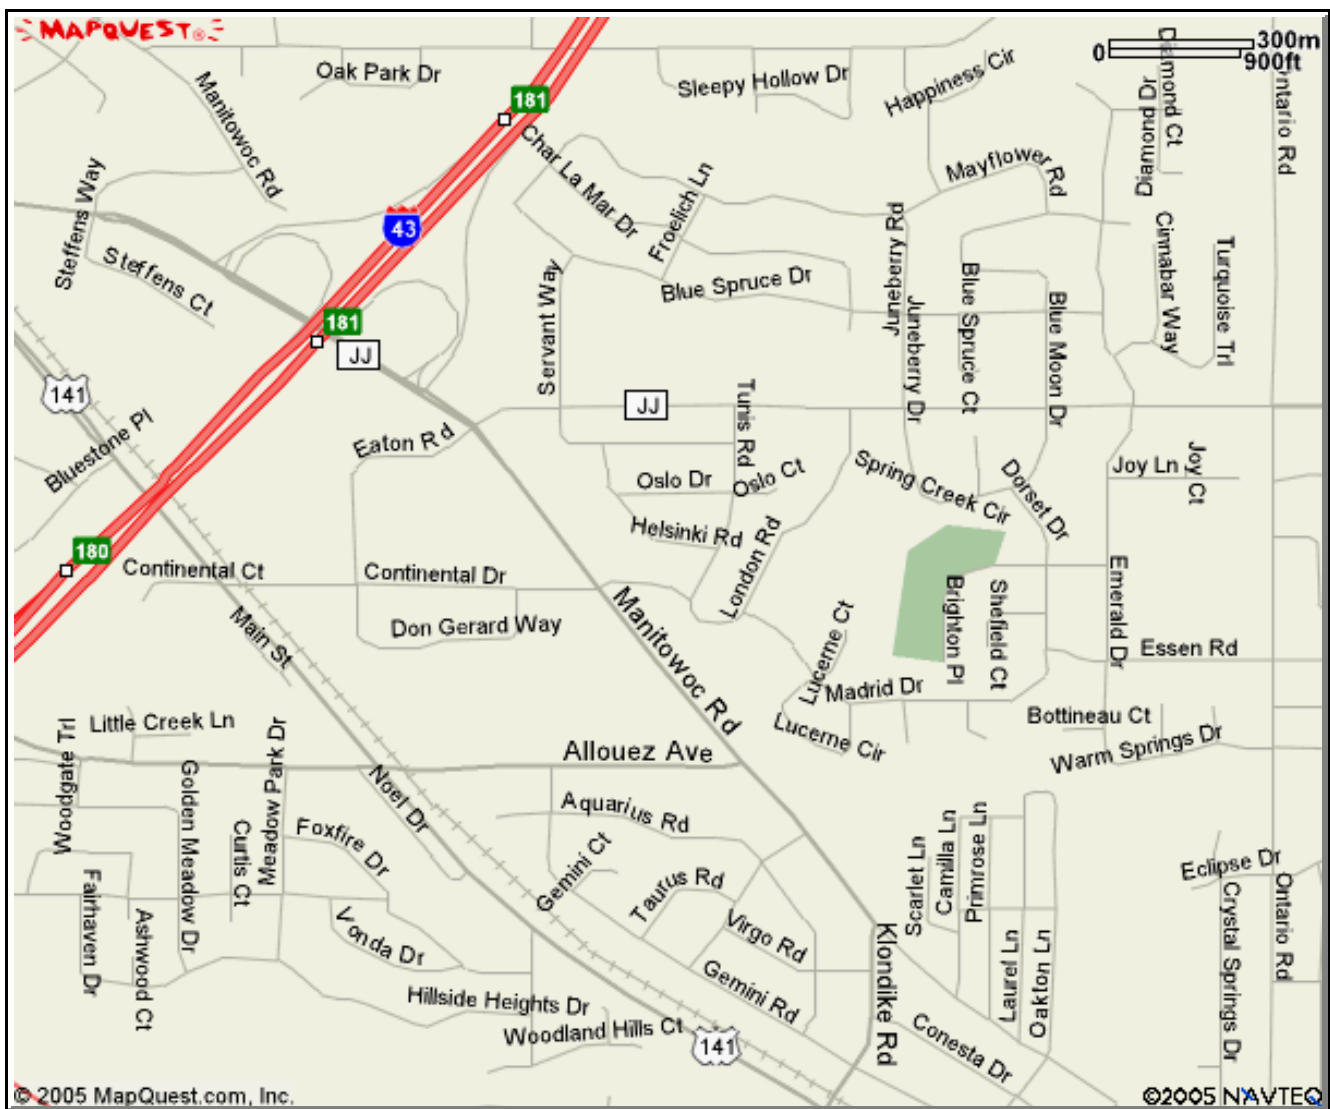 MAPQUEST®
0
300m
900ft
Oak Park Dr
Sleepy Hollow Dr
Happiness Cir
Diamond Ct
Diamond Dr
ntario Rd
181
Manitowoc Rd
Char La Mar Dr
Froelich Ln
Mayflower Rd
Steffens Way
Steffens Ct
43
Juneberry Rd
Cinnabar Way
Turquoise Trl
Servant Way
Blue Spruce Dr
Juneberry Dr
Blue Spruce Ct
Blue Moon Dr
181
JJ
141
JJ
Tunis Rd
Bluestone Pl
Eaton Rd
Oslo Dr
Oslo Ct
Spring Creek Cir
Dorset Dr
Joy Ln
Joy Ct
Helsinki Rd
London Rd
180
Continental Ct
Continental Dr
Brighton Pl
Shefield Ct
Emerald Dr
Main St
Don Gerard Way
Manitowoc Rd
Lucerne Ct
Essen Rd
Madrid Dr
Little Creek Ln
Bottineau Ct
Lucerne Cir
Warm Springs Dr
Woodgate Trl
Meadow Park Dr
Allouez Ave
Golden Meadow Dr
Noel Dr
Aquarius Rd
Curtis Ct
Foxfire Dr
Gemini Ct
Taurus Rd
Scarlet Ln
Camilla Ln
Primrose Ln
Eclipse Dr
Fairhaven Dr
Ashwood Ct
Vonda Dr
Virgo Rd
Klondike Rd
Laurel Ln
Oakton Ln
Crystal Springs Dr
Ontario Rd
Gemini Rd
Hillside Heights Dr
Woodland Hills Ct
141
Conesta Dr
© 2005 MapQuest.com, Inc.
©2005 NAVTEQ